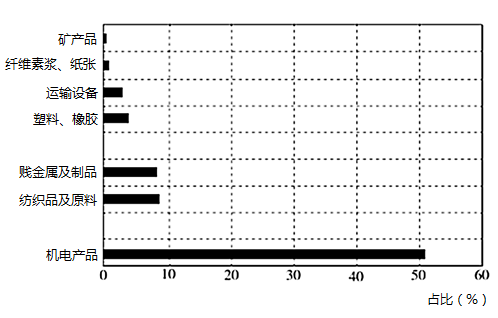 矿产品
纤维素浆、纸张
运输设备
塑料、橡胶
贱金属及制品
纺织品及原料
机电产品
0 10 20 30 40 50 60
占比（%）